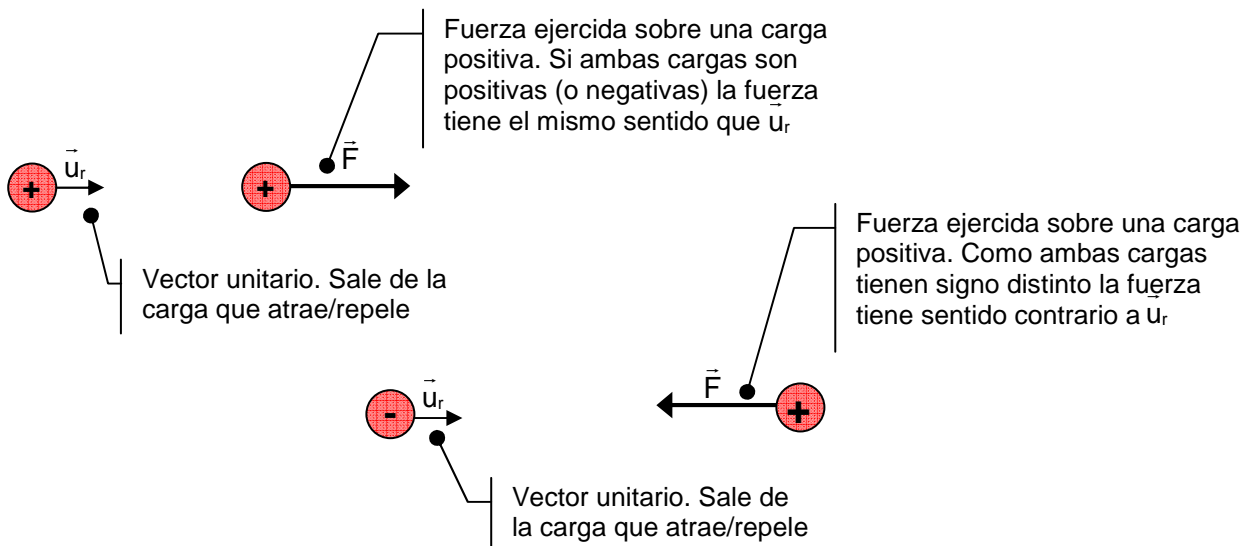 Fuerza ejercida sobre una carga
positiva. Si ambas cargas son
positivas (o negativas) la fuerza
tiene el mismo sentido que u⃗ᵣ
u⃗ᵣ
+
+
F⃗
Vector unitario. Sale de la
carga que atrae/repele
Fuerza ejercida sobre una carga
positiva. Como ambas cargas
tienen signo distinto la fuerza
tiene sentido contrario a u⃗ᵣ
-
u⃗ᵣ
F⃗
+
Vector unitario. Sale de
la carga que atrae/repele